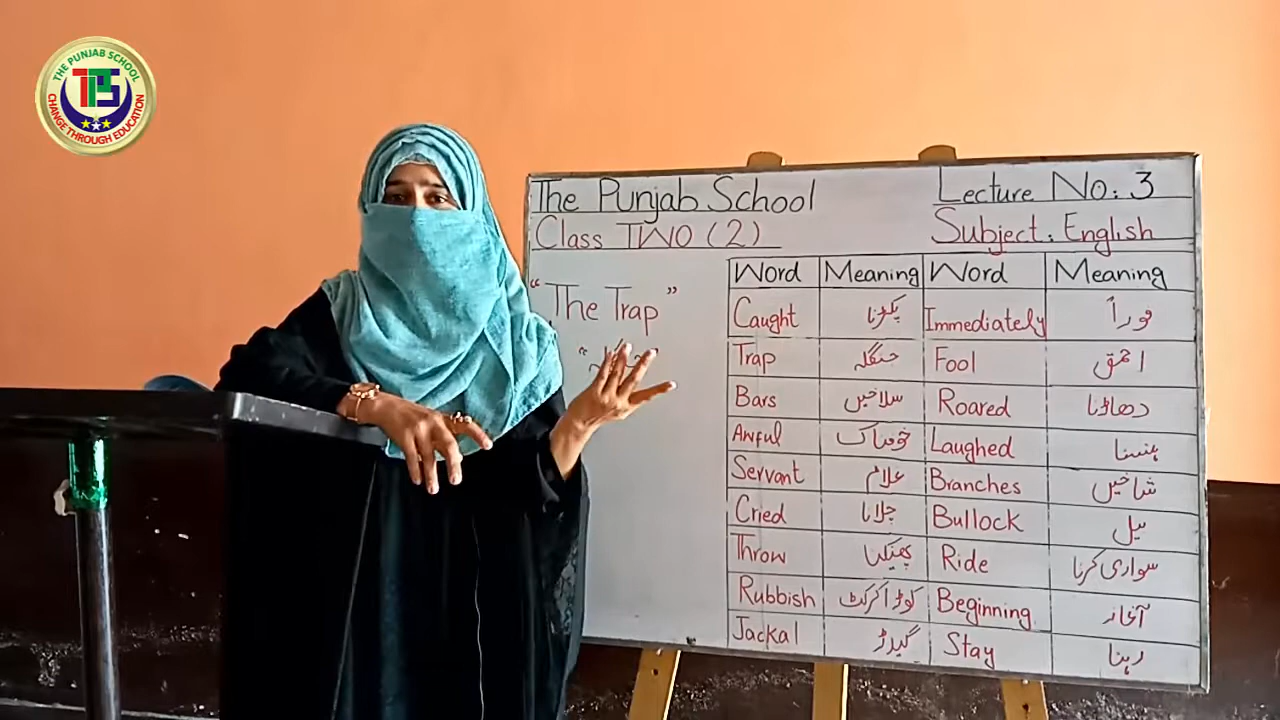 THE PUNJAB SCHOOL
TPS
CHANGE THROUGH EDUCATION
The Punjab School
Lecture No: 3
Class TWO (2)
Subject: English
"The Trap"
Word Meaning Word Meaning
Caught پکڑنا Immediately فوراً
Trap جنگلہ Fool احمق
Bars سلاخیں Roared دھاڑنا
Awful خوفناک Laughed ہنسنا
Servant غلام Branches شاخیں
Cried چلانا Bullock بیل
Throw پھینکنا Ride سواری کرنا
Rubbish کوڑا کرکٹ Beginning آغاز
Jackal گیدڑ Stay رہنا